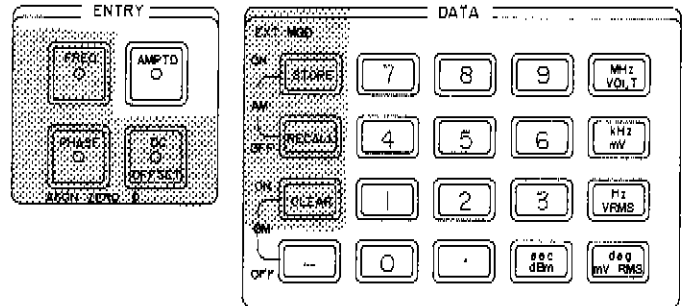 ENTRY
FREQ
AMPTD
PHASE
DC
OFFSET
DATA
EXT MOD
ON
STORE
7
8
9
MHz
VOLT
AM
OFF
RECALL
4
5
6
kHz
mV
ON
CLEAR
1
2
3
Hz
VRMS
OFF
-
0
.
sec
dBm
deg
mV RMS